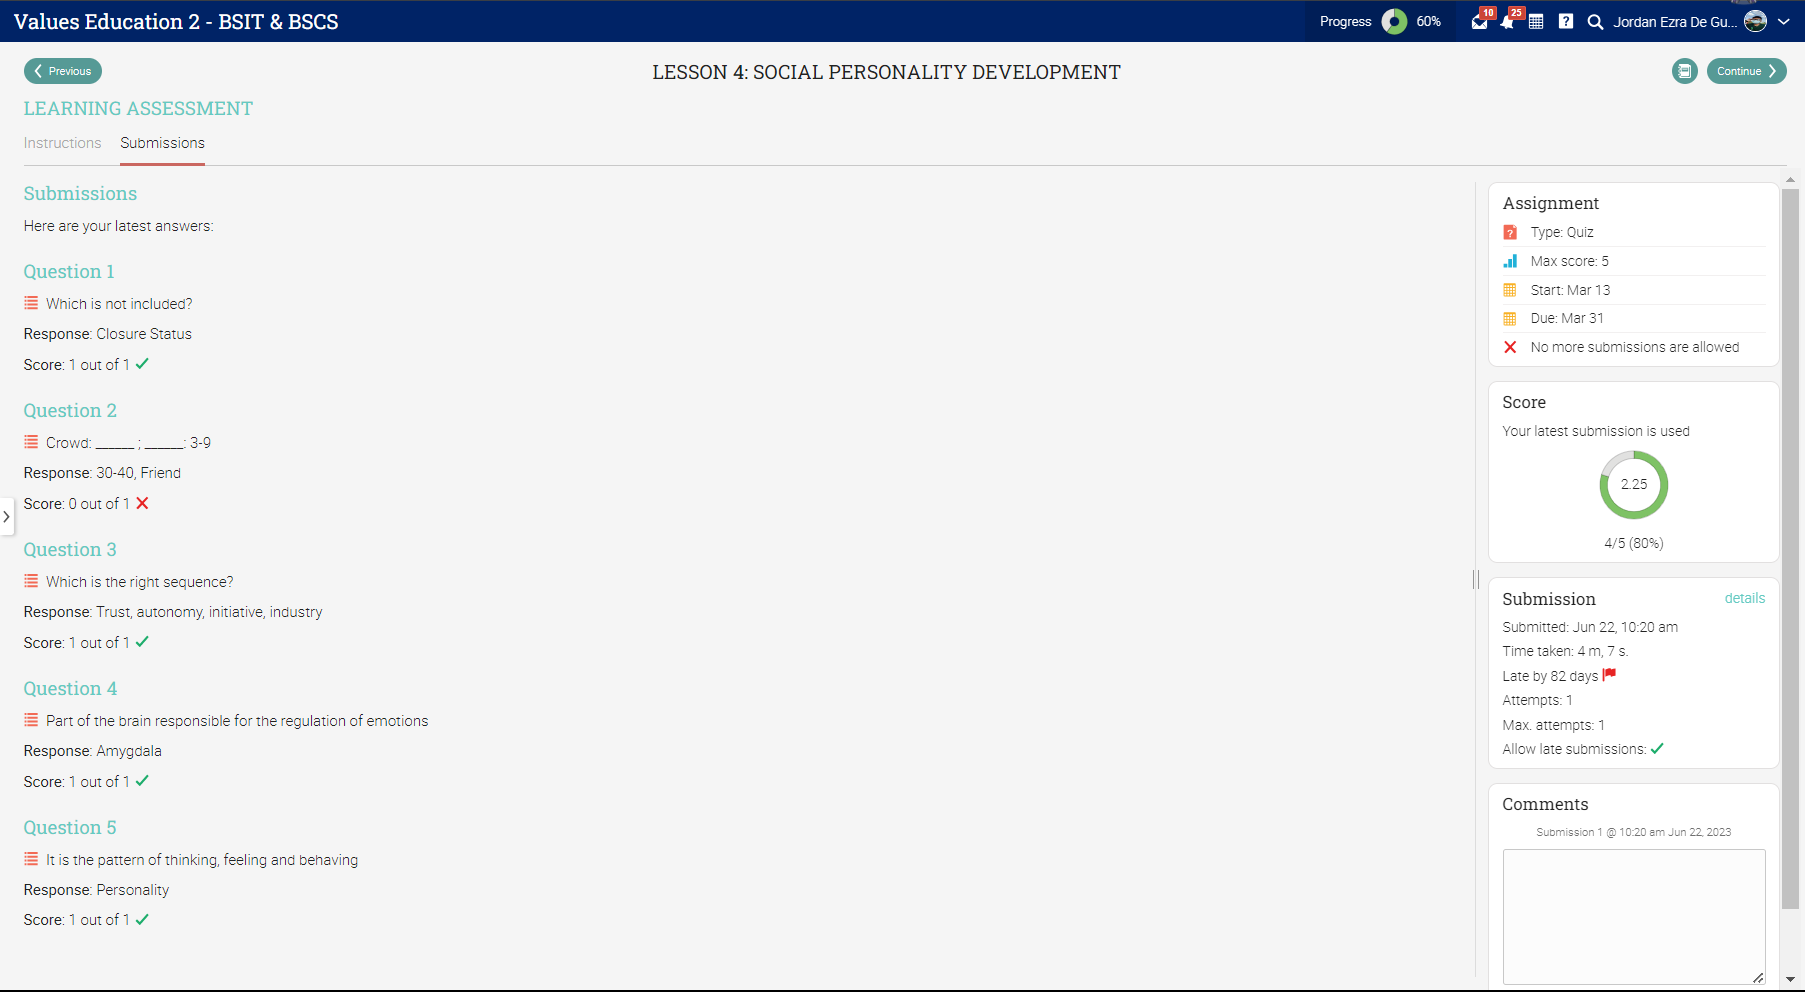 Values Education 2 - BSIT & BSCS
Progress 60% 10 25 ? Jordan Ezra De Gu...
Previous
LESSON 4: SOCIAL PERSONALITY DEVELOPMENT
Continue
LEARNING ASSESSMENT
Instructions Submissions
Submissions
Here are your latest answers:
Question 1
Which is not included?
Response: Closure Status
Score: 1 out of 1
Question 2
Crowd: ______ ; ______: 3-9
Response: 30-40, Friend
Score: 0 out of 1
Question 3
Which is the right sequence?
Response: Trust, autonomy, initiative, industry
Score: 1 out of 1
Question 4
Part of the brain responsible for the regulation of emotions
Response: Amygdala
Score: 1 out of 1
Question 5
It is the pattern of thinking, feeling and behaving
Response: Personality
Score: 1 out of 1
Assignment
Type: Quiz
Max score: 5
Start: Mar 13
Due: Mar 31
No more submissions are allowed
Score
Your latest submission is used
2.25
4/5 (80%)
Submission details
Submitted: Jun 22, 10:20 am
Time taken: 4 m, 7 s.
Late by 82 days
Attempts: 1
Max. attempts: 1
Allow late submissions:
Comments
Submission 1 @ 10:20 am Jun 22, 2023